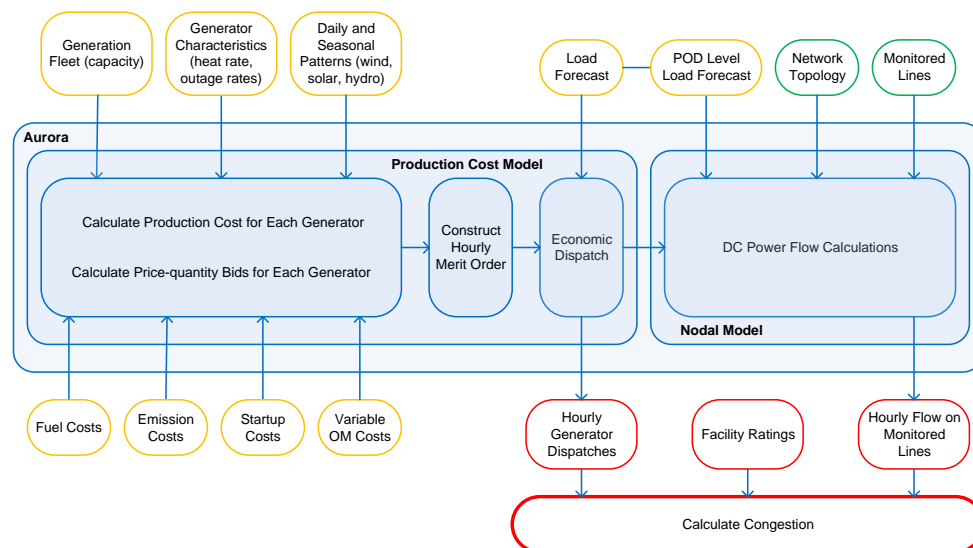 Generation
Fleet (capacity)
Generator
Characteristics
(heat rate,
outage rates)
Daily and
Seasonal
Patterns (wind,
solar, hydro)
Load
Forecast
POD Level
Load Forecast
Network
Topology
Monitored
Lines
Aurora
Production Cost Model
Calculate Production Cost for Each Generator
Calculate Price-quantity Bids for Each Generator
Construct
Hourly
Merit Order
Economic
Dispatch
DC Power Flow Calculations
Nodal Model
Fuel Costs
Emission
Costs
Startup
Costs
Variable
OM Costs
Hourly
Generator
Dispatches
Facility Ratings
Hourly Flow on
Monitored
Lines
Calculate Congestion